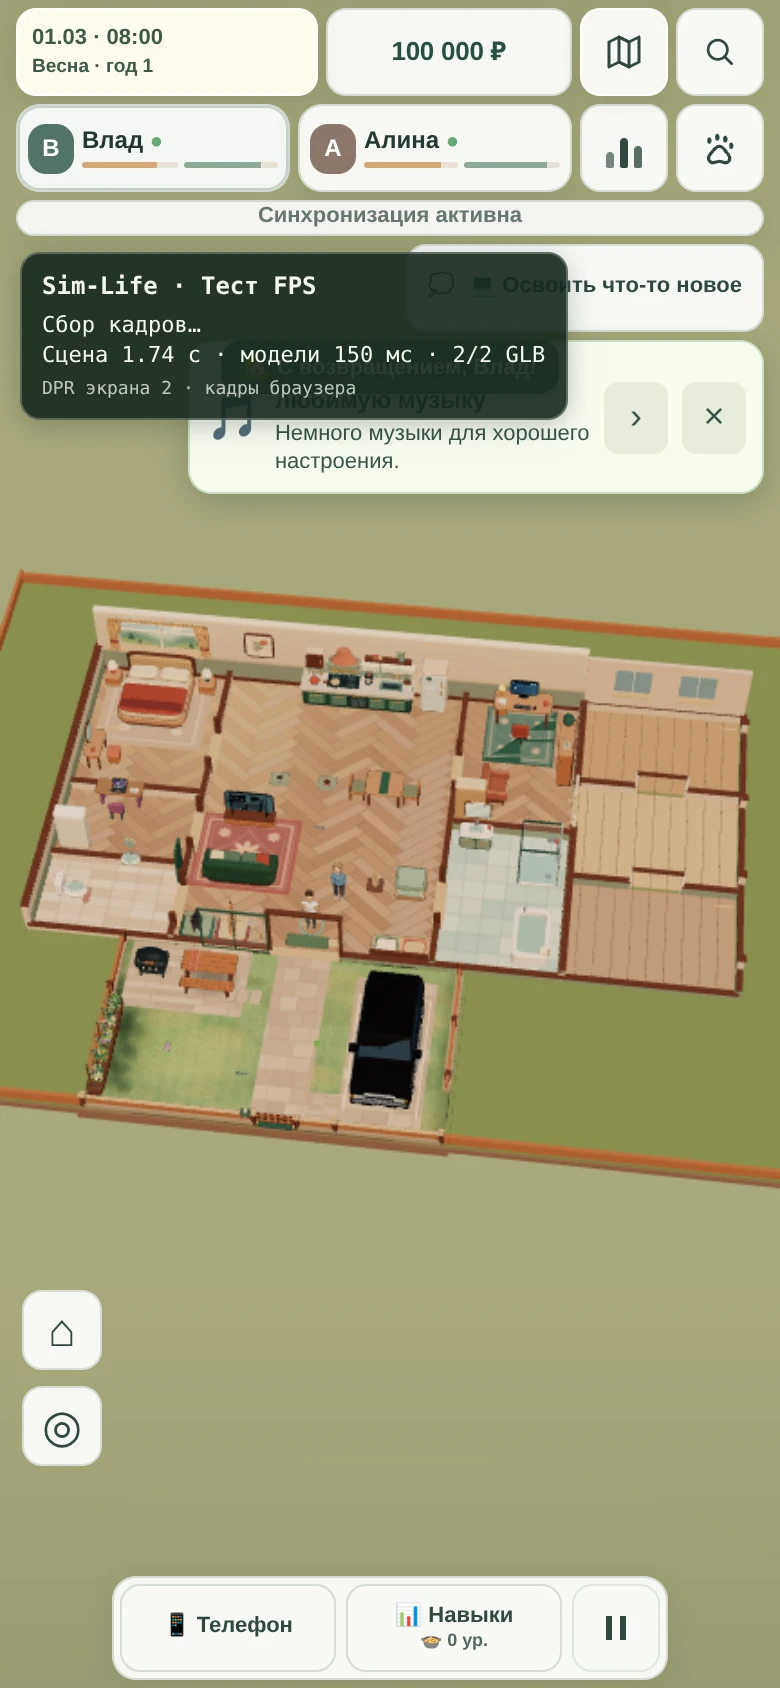 01.03 · 08:00
Весна · год 1
100 000 ₽
В
Влад
А
Алина
Синхронизация активна
Sim-Life · Тест FPS
Сбор кадров…
Сцена 1.74 с · модели 150 мс · 2/2 GLB
DPR экрана 2 · кадры браузера
Освоить что-то новое
С возвращением, Влад!
любимую музыку
Немного музыки для хорошего
настроения.
Телефон
Навыки
0 ур.